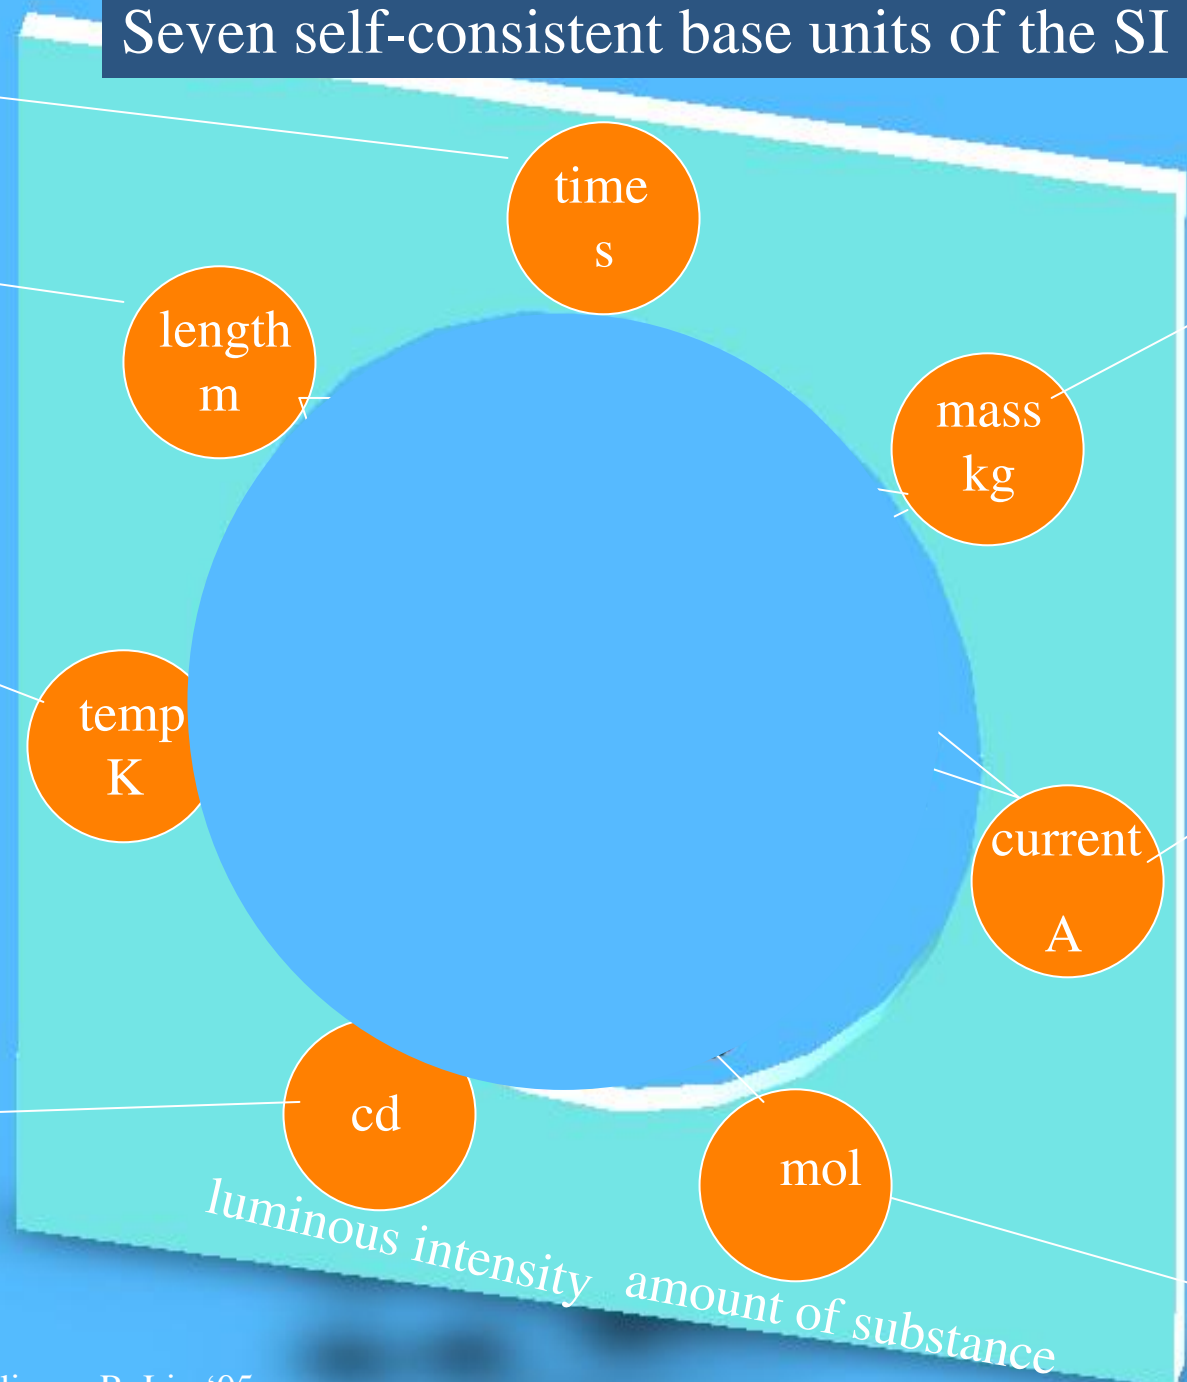 Seven self-consistent base units of the SI
time
s
length
m
mass
kg
temp
K
current
A
cd
mol
luminous intensity
amount of substance